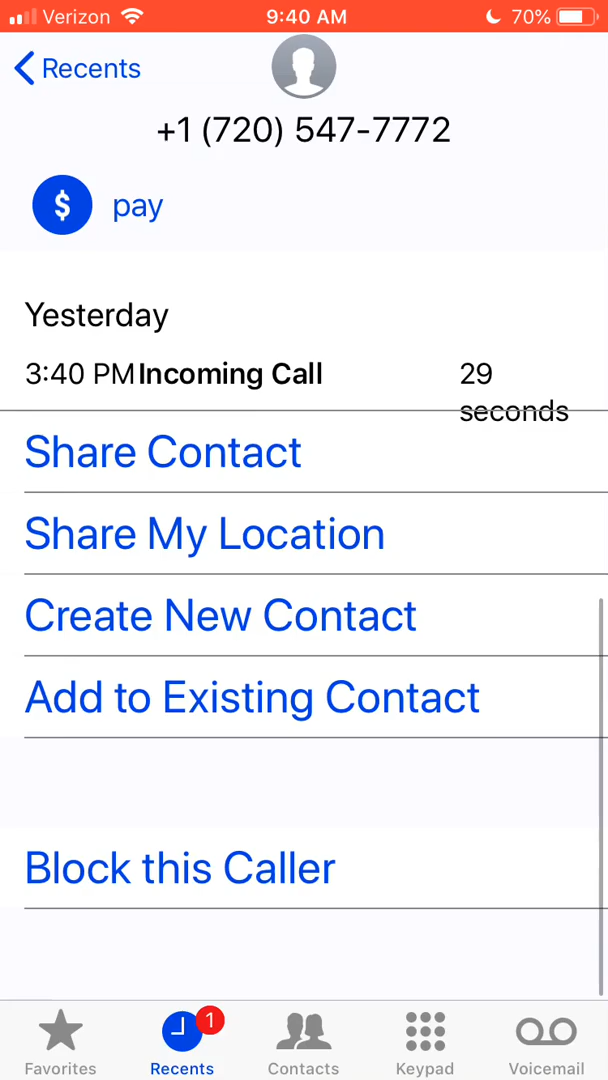 Verizon 9:40 AM 70%
Recents
+1 (720) 547-7772
$ pay
Yesterday
3:40 PM Incoming Call 29
seconds
Share Contact
Share My Location
Create New Contact
Add to Existing Contact
Block this Caller
1
Favorites Recents Contacts Keypad Voicemail